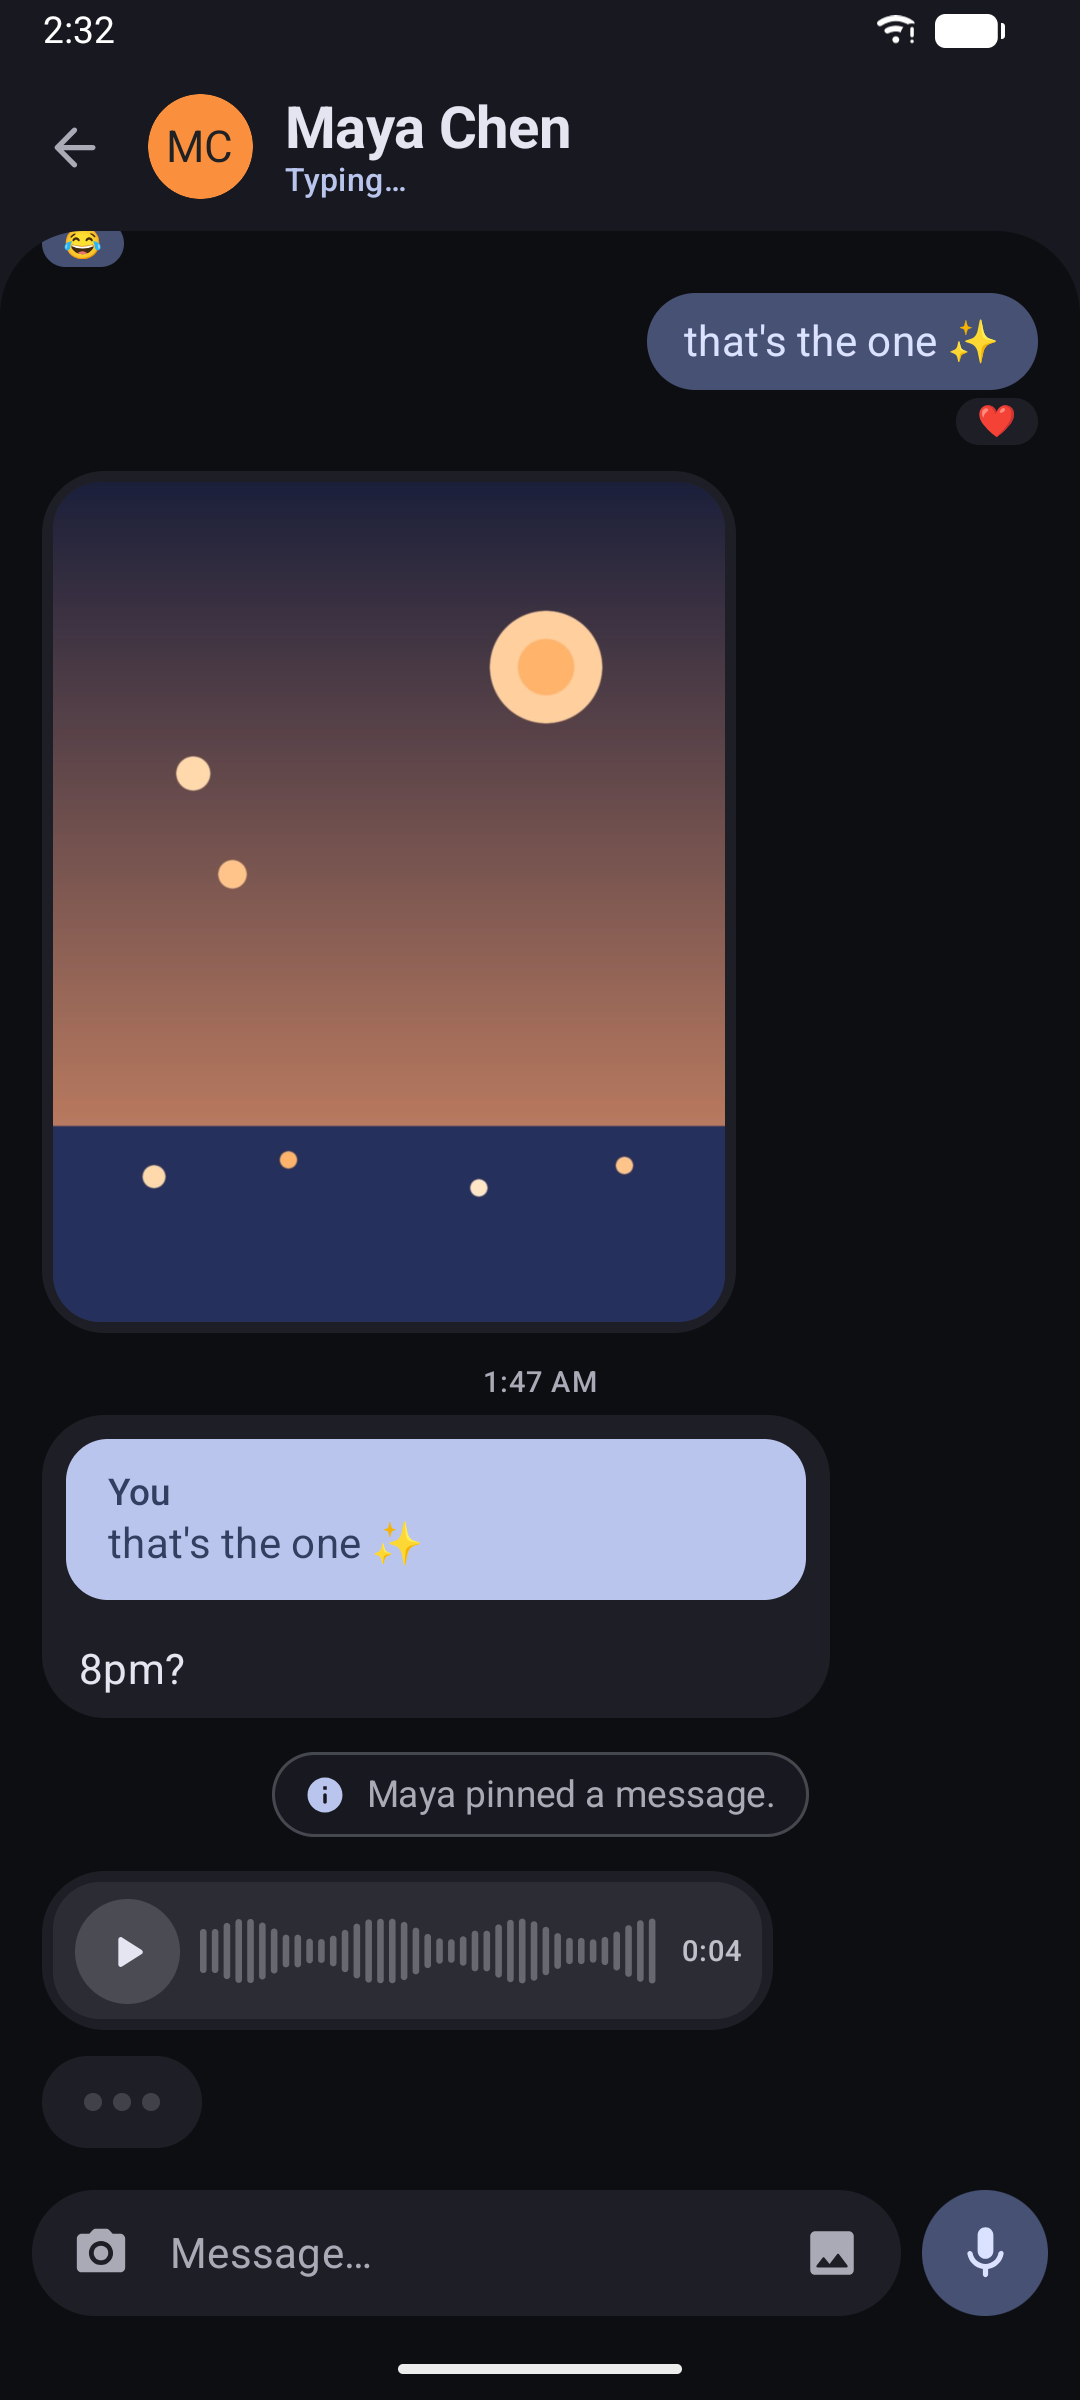 2:32
MC
Maya Chen
Typing...
😂
that's the one ✨
❤️
1:47 AM
You
that's the one ✨
8pm?
Maya pinned a message.
0:04
Message...